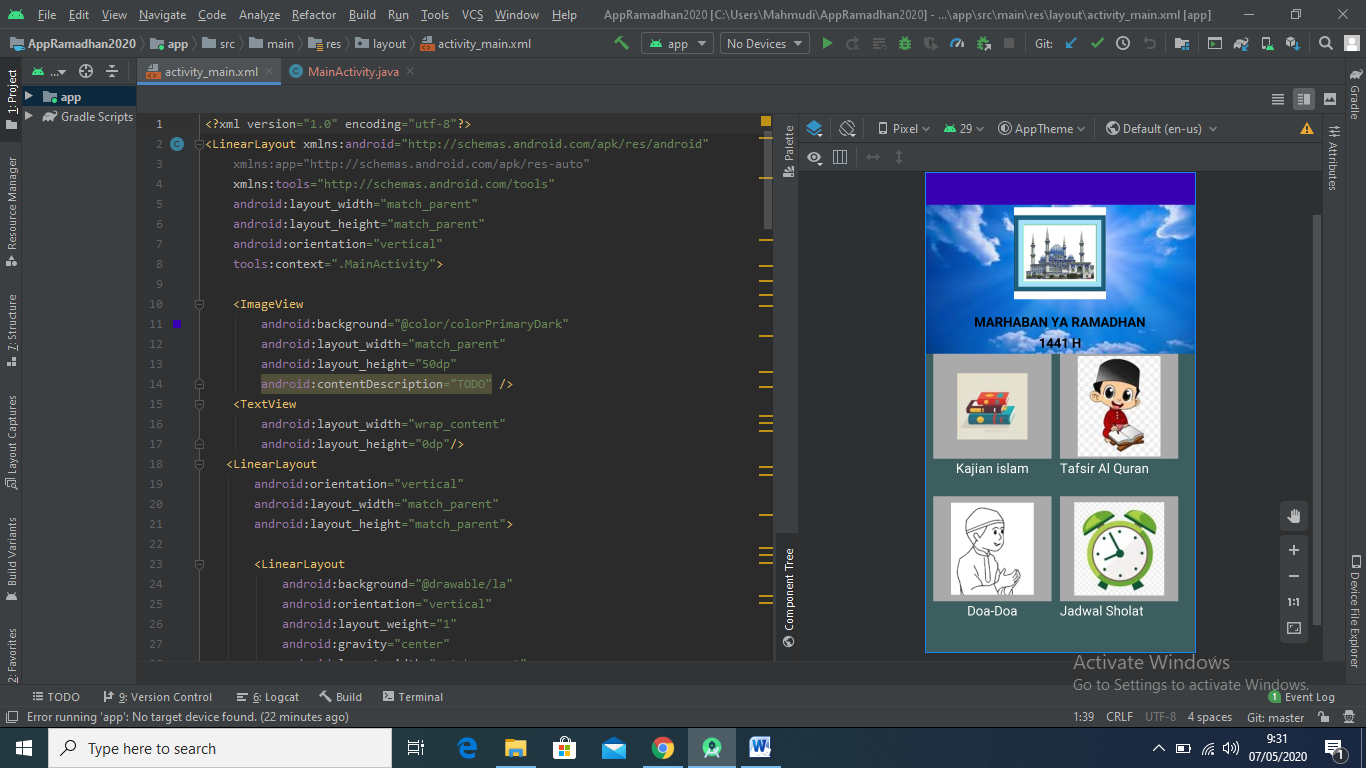 File Edit View Navigate Code Analyze Refactor Build Run Tools VCS Window Help AppRamadhan2020 [C:\Users\Mahmudi\AppRamadhan2020] - ...\app\src\main\res\layout\activity_main.xml [app]
AppRamadhan2020 app src main res layout activity_main.xml app No Devices Git:
1: Project
... activity_main.xml MainActivity.java
app
Gradle Scripts
Resource Manager
7: Structure
Layout Captures
Build Variants
2: Favorites
1 <?xml version="1.0" encoding="utf-8"?>
2 <LinearLayout xmlns:android="http://schemas.android.com/apk/res/android"
3 xmlns:app="http://schemas.android.com/apk/res-auto"
4 xmlns:tools="http://schemas.android.com/tools"
5 android:layout_width="match_parent"
6 android:layout_height="match_parent"
7 android:orientation="vertical"
8 tools:context=".MainActivity">
9
10 <ImageView
11 android:background="@color/colorPrimaryDark"
12 android:layout_width="match_parent"
13 android:layout_height="50dp"
14 android:contentDescription="TODO" />
15 <TextView
16 android:layout_width="wrap_content"
17 android:layout_height="0dp"/>
18 <LinearLayout
19 android:orientation="vertical"
20 android:layout_width="match_parent"
21 android:layout_height="match_parent">
22
23 <LinearLayout
24 android:background="@drawable/la"
25 android:orientation="vertical"
26 android:layout_weight="1"
27 android:gravity="center"
Palette
Component Tree
Pixel 29 AppTheme Default (en-us)
MARHABAN YA RAMADHAN
1441 H
Kajian islam Tafsir Al Quran
Doa-Doa Jadwal Sholat
1:1
Gradle
Attributes
Device File Explorer
Activate Windows
Go to Settings to activate Windows.
TODO 9: Version Control 6: Logcat Build Terminal 1 Event Log
Error running 'app': No target device found. (22 minutes ago) 1:39 CRLF UTF-8 4 spaces Git: master
Type here to search
9:31
07/05/2020
1